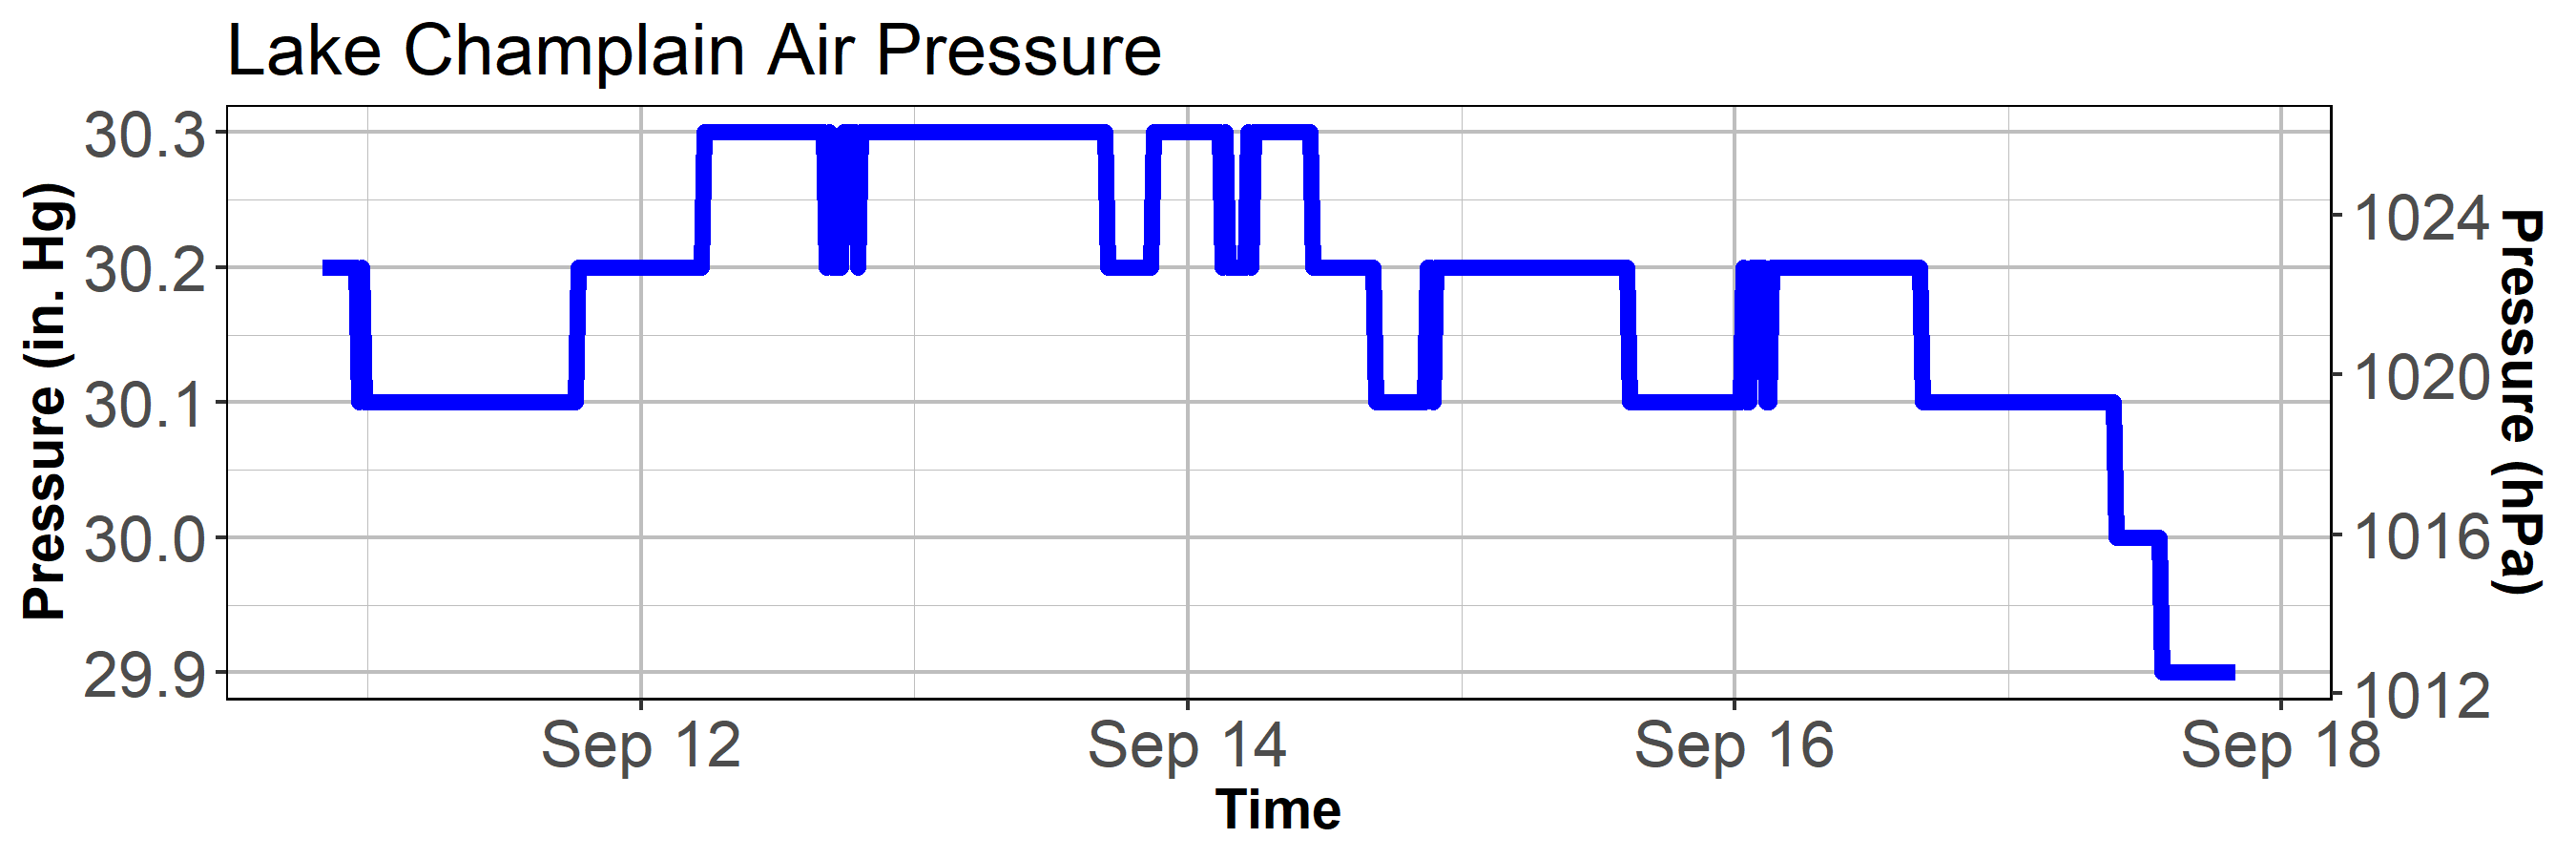 Lake Champlain Air Pressure
30.3
30.2
30.1
30.0
29.9
Pressure (in. Hg)
1024
1020
1016
1012
Pressure (hPa)
Sep 12 Sep 14 Sep 16 Sep 18
Time